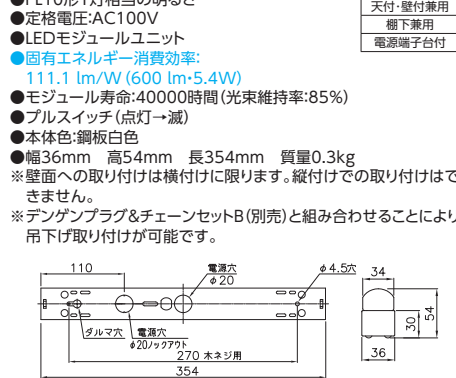 ●FL10形1灯相当の明るさ
●定格電圧:AC100V
●LEDモジュールユニット
●固有エネルギー消費効率:
111.1 lm/W(600 lm・5.4W)
●モジュール寿命:40000時間(光束維持率:85%)
●プルスイッチ(点灯→滅)
●本体色:鋼板白色
●幅36mm 高54mm 長354mm 質量0.3kg
※壁面への取り付けは横付けに限ります。縦付けでの取り付けはで
きません。
※デンゲンプラグ&チェーンセットB(別売)と組み合わせることにより
吊下げ取り付けが可能です。
天付・壁付兼用
棚下兼用
電源端子台付
110
電源穴
φ20
φ4.5穴
34
ダルマ穴
電源穴
φ20ノックアウト
270 木ネジ用
354
30
54
36